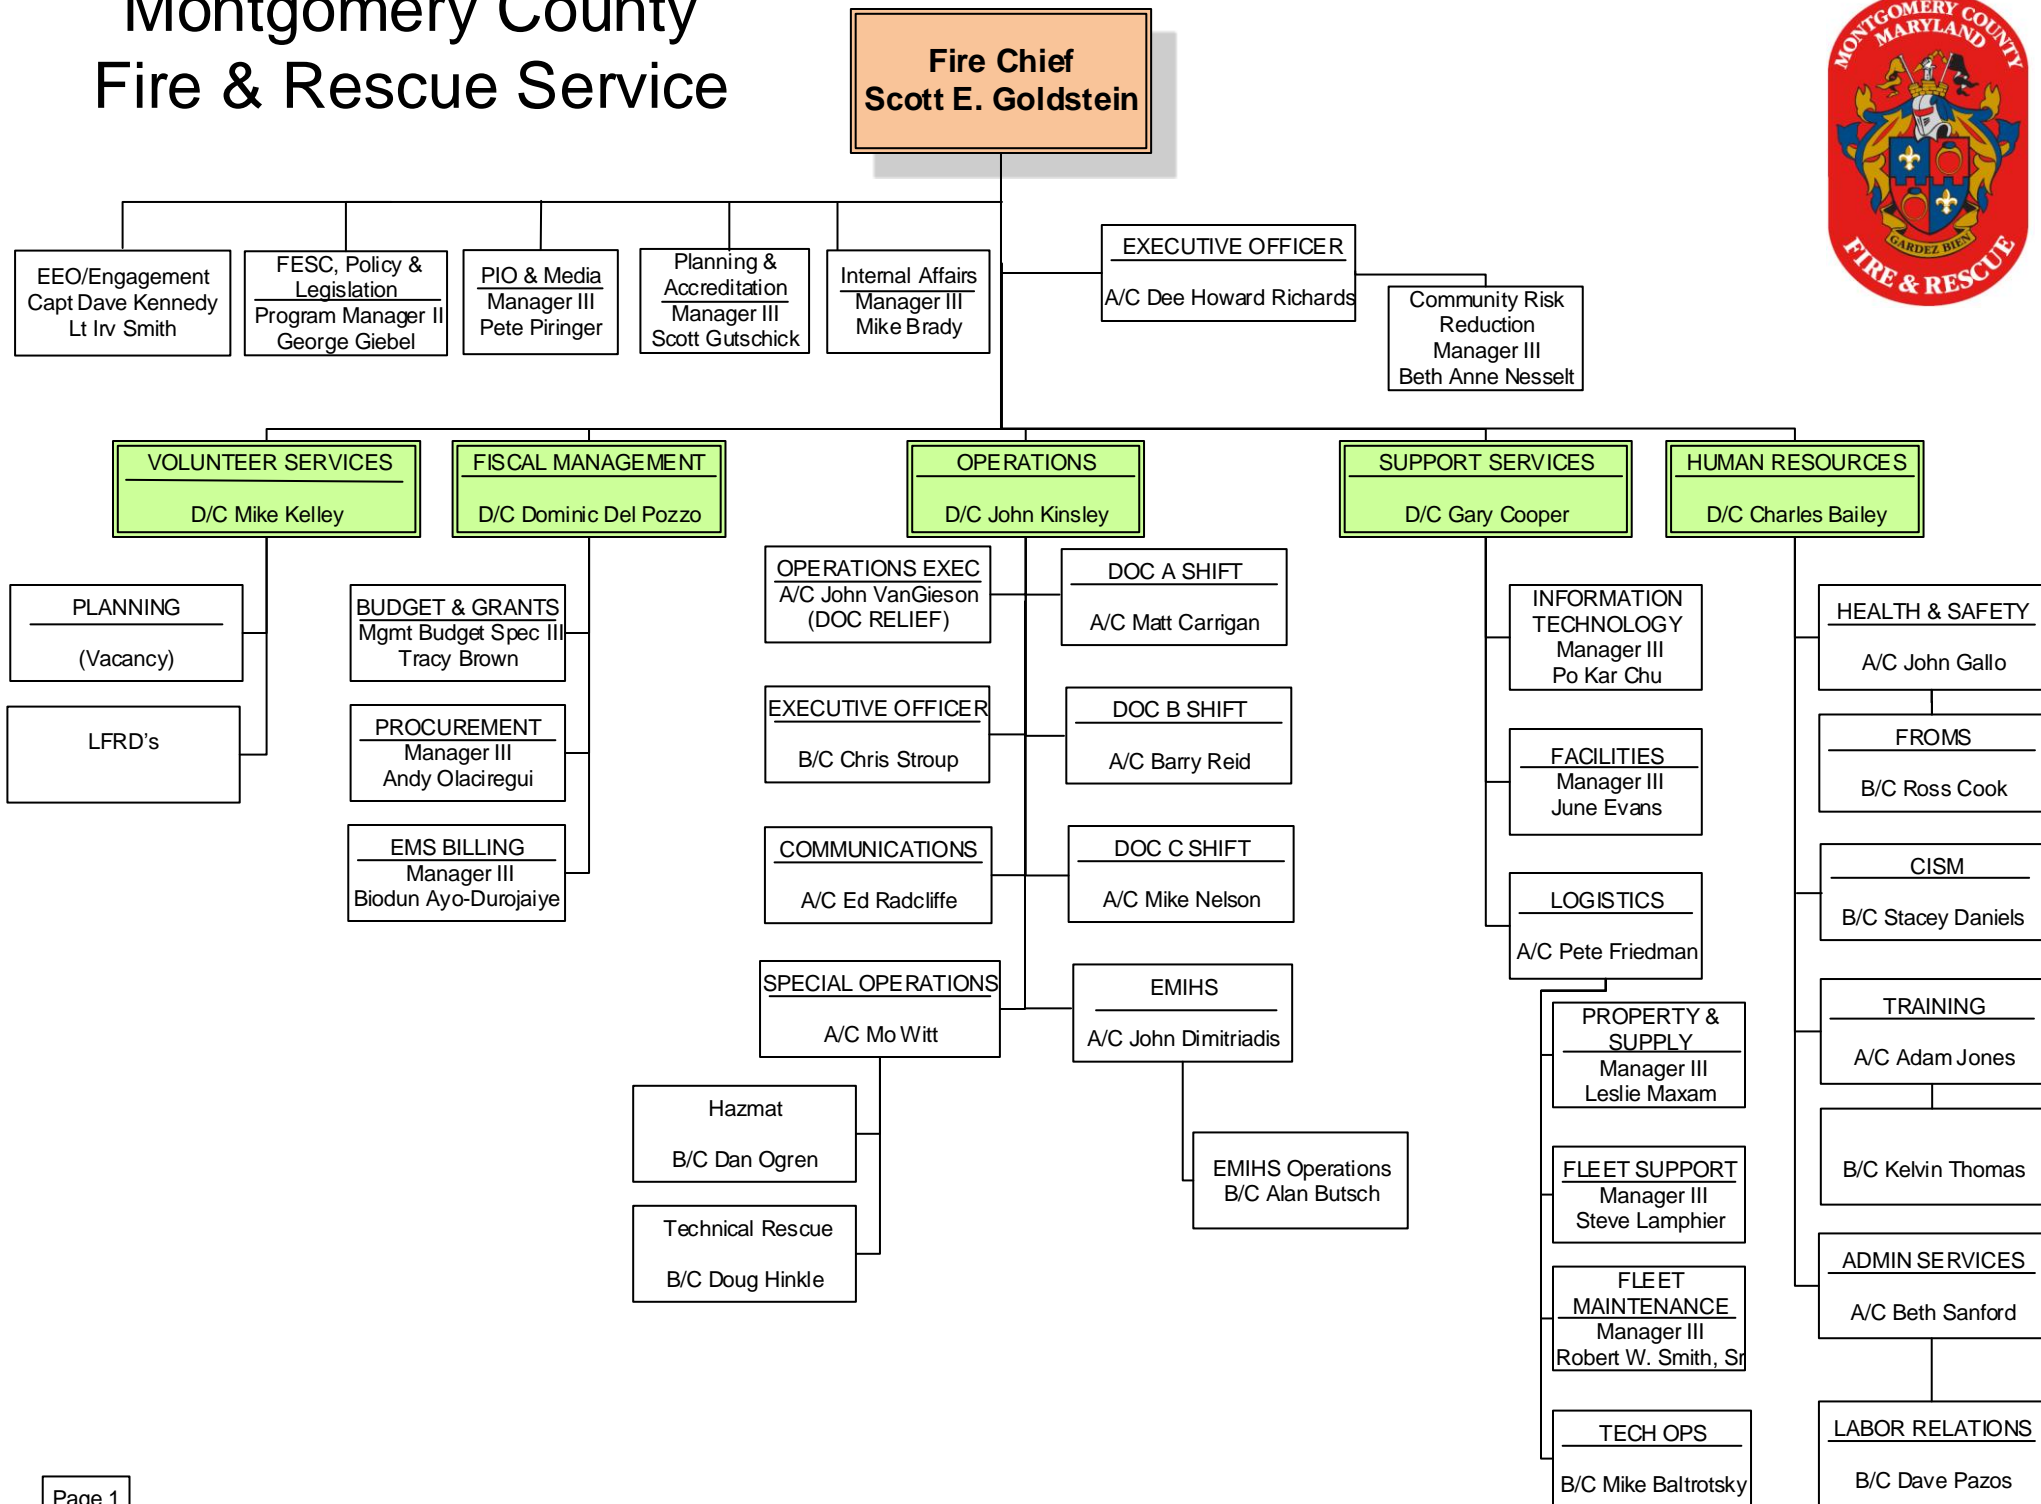 Montgomery County
Fire & Rescue Service
Fire Chief
Scott E. Goldstein
MONTGOMERY COUNTY
MARYLAND
GARDEZ BIEN
FIRE & RESCUE
EEO/Engagement
Capt Dave Kennedy
Lt Irv Smith
FESC, Policy &
Legislation
Program Manager II
George Giebel
PIO & Media
Manager III
Pete Piringer
Planning &
Accreditation
Manager III
Scott Gutschick
Internal Affairs
Manager III
Mike Brady
EXECUTIVE OFFICER
A/C Dee Howard Richards
Community Risk
Reduction
Manager III
Beth Anne Nesselt
VOLUNTEER SERVICES
D/C Mike Kelley
FISCAL MANAGEMENT
D/C Dominic Del Pozzo
OPERATIONS
D/C John Kinsley
SUPPORT SERVICES
D/C Gary Cooper
HUMAN RESOURCES
D/C Charles Bailey
PLANNING
(Vacancy)
LFRD's
BUDGET & GRANTS
Mgmt Budget Spec III
Tracy Brown
PROCUREMENT
Manager III
Andy Olaciregui
EMS BILLING
Manager III
Biodun Ayo-Durojaiye
OPERATIONS EXEC
A/C John VanGieson
(DOC RELIEF)
DOC A SHIFT
A/C Matt Carrigan
EXECUTIVE OFFICER
B/C Chris Stroup
DOC B SHIFT
A/C Barry Reid
COMMUNICATIONS
A/C Ed Radcliffe
DOC C SHIFT
A/C Mike Nelson
SPECIAL OPERATIONS
A/C Mo Witt
EMIHS
A/C John Dimitriadis
Hazmat
B/C Dan Ogren
Technical Rescue
B/C Doug Hinkle
EMIHS Operations
B/C Alan Butsch
INFORMATION
TECHNOLOGY
Manager III
Po Kar Chu
FACILITIES
Manager III
June Evans
LOGISTICS
A/C Pete Friedman
PROPERTY &
SUPPLY
Manager III
Leslie Maxam
FLEET SUPPORT
Manager III
Steve Lamphier
FLEET
MAINTENANCE
Manager III
Robert W. Smith, Sr
TECH OPS
B/C Mike Baltrotsky
HEALTH & SAFETY
A/C John Gallo
FROMS
B/C Ross Cook
CISM
B/C Stacey Daniels
TRAINING
A/C Adam Jones
B/C Kelvin Thomas
ADMIN SERVICES
A/C Beth Sanford
LABOR RELATIONS
B/C Dave Pazos
Page 1